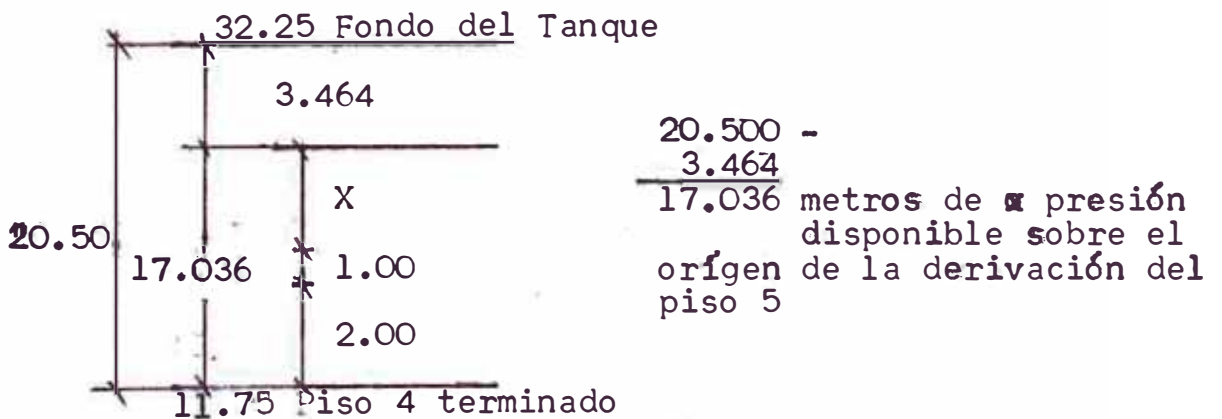 32.25 Fondo del Tanque
3.464
20.500 -
3.464
X
17.036 metros de presión
disponible sobre el
20.50
17.036
1.00
orígen de la derivación del
piso 5
2.00
11.75 Piso 4 terminado